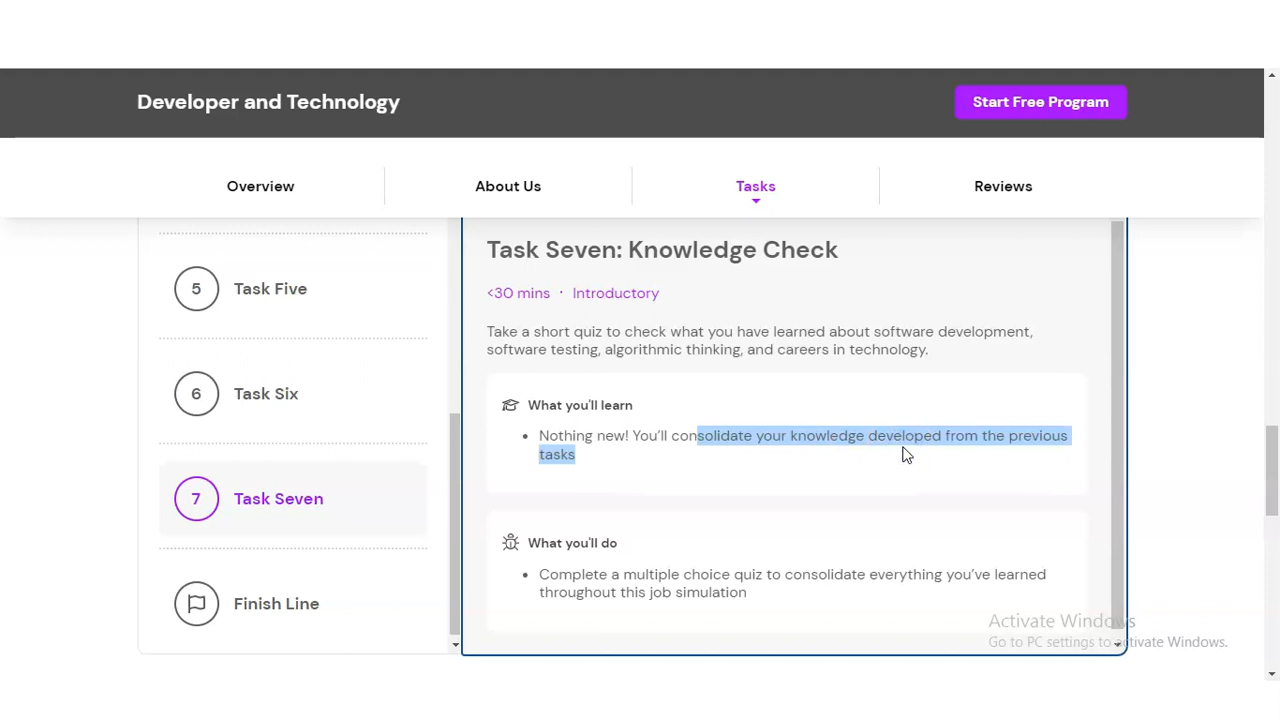 Developer and Technology
Start Free Program
Overview
About Us
Tasks
Reviews
5
Task Five
6
Task Six
7
Task Seven
Finish Line
Task Seven: Knowledge Check
<30 mins · Introductory
Take a short quiz to check what you have learned about software development,
software testing, algorithmic thinking, and careers in technology.
What you'll learn
• Nothing new! You'll consolidate your knowledge developed from the previous
tasks
What you'll do
• Complete a multiple choice quiz to consolidate everything you've learned
throughout this job simulation
Activate Windows
Go to PC settings to activate Windows.